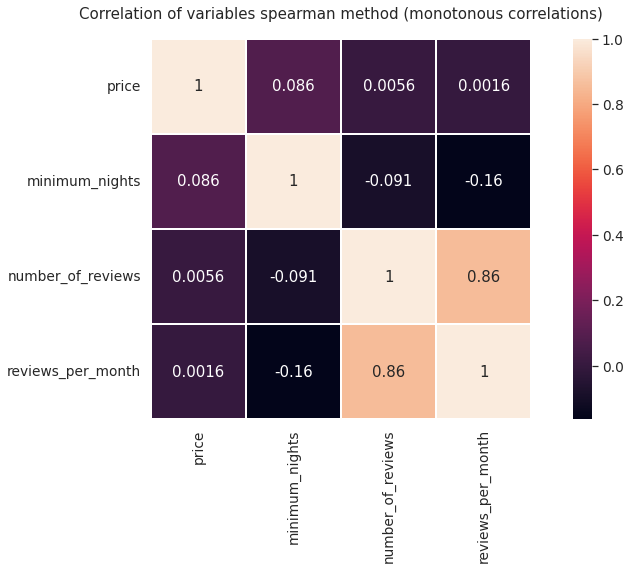 Correlation of variables spearman method (monotonous correlations)
price
1
0.086
0.0056
0.0016
minimum_nights
0.086
1
-0.091
-0.16
number_of_reviews
0.0056
-0.091
1
0.86
reviews_per_month
0.0016
-0.16
0.86
1
price
minimum_nights
number_of_reviews
reviews_per_month
1.0
0.8
0.6
0.4
0.2
0.0